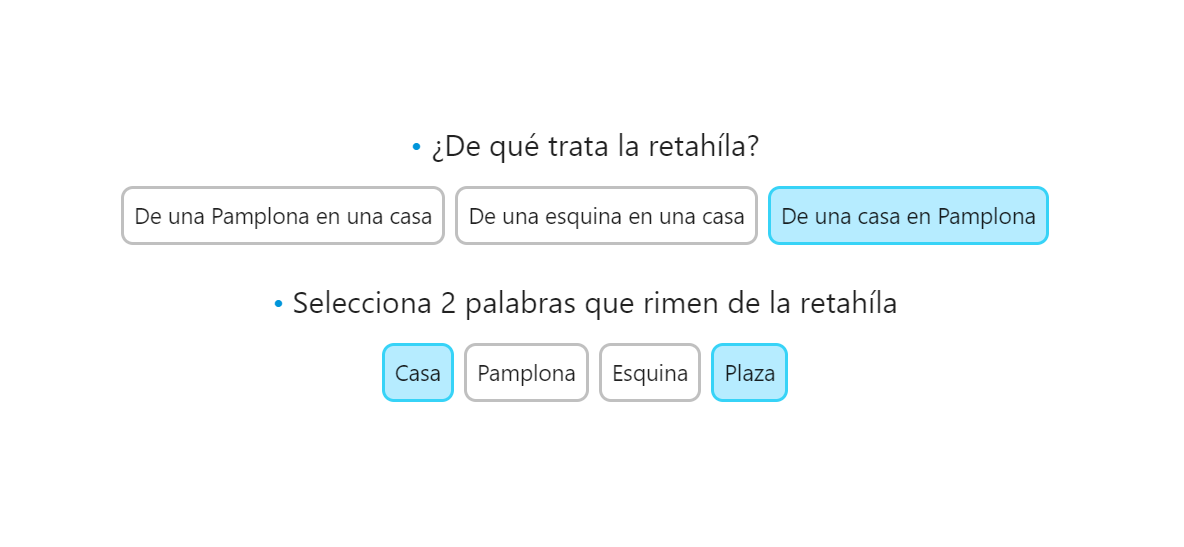 • ¿De qué trata la retahíla?
De una Pamplona en una casa De una esquina en una casa De una casa en Pamplona
• Selecciona 2 palabras que rimen de la retahíla
Casa Pamplona Esquina Plaza